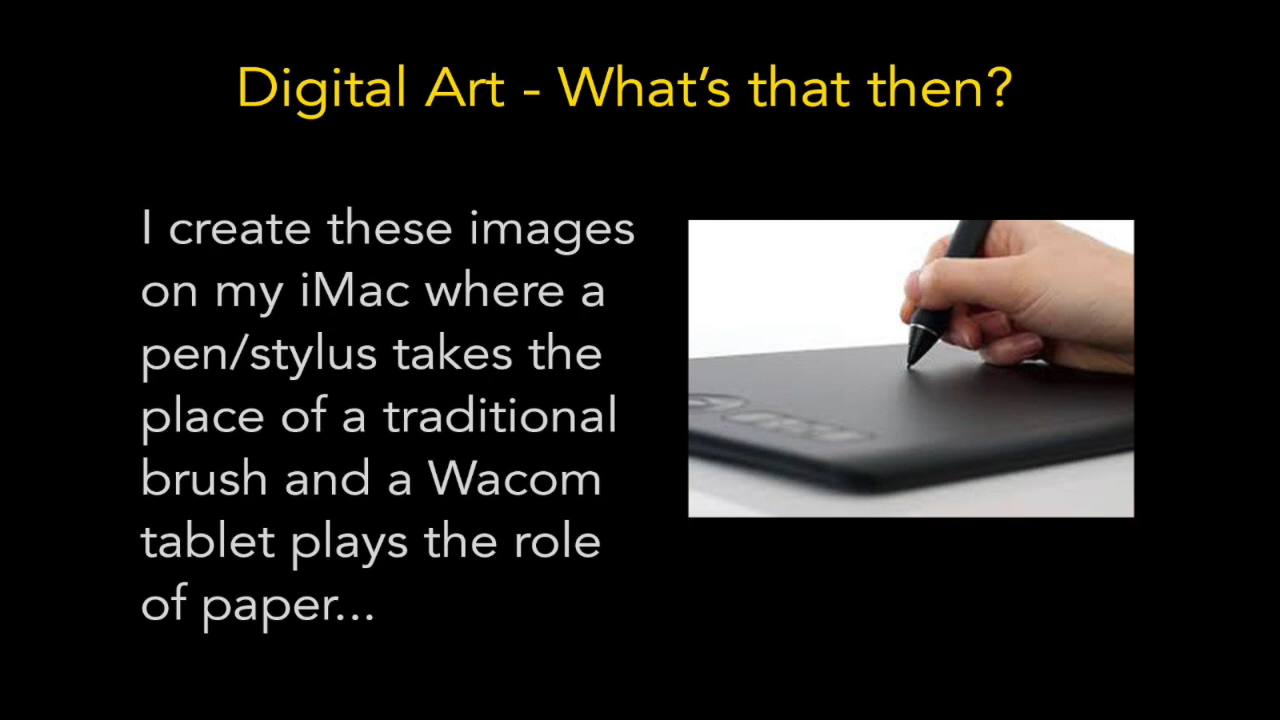 Digital Art - What’s that then?
I create these images
on my iMac where a
pen/stylus takes the
place of a traditional
brush and a Wacom
tablet plays the role
of paper...